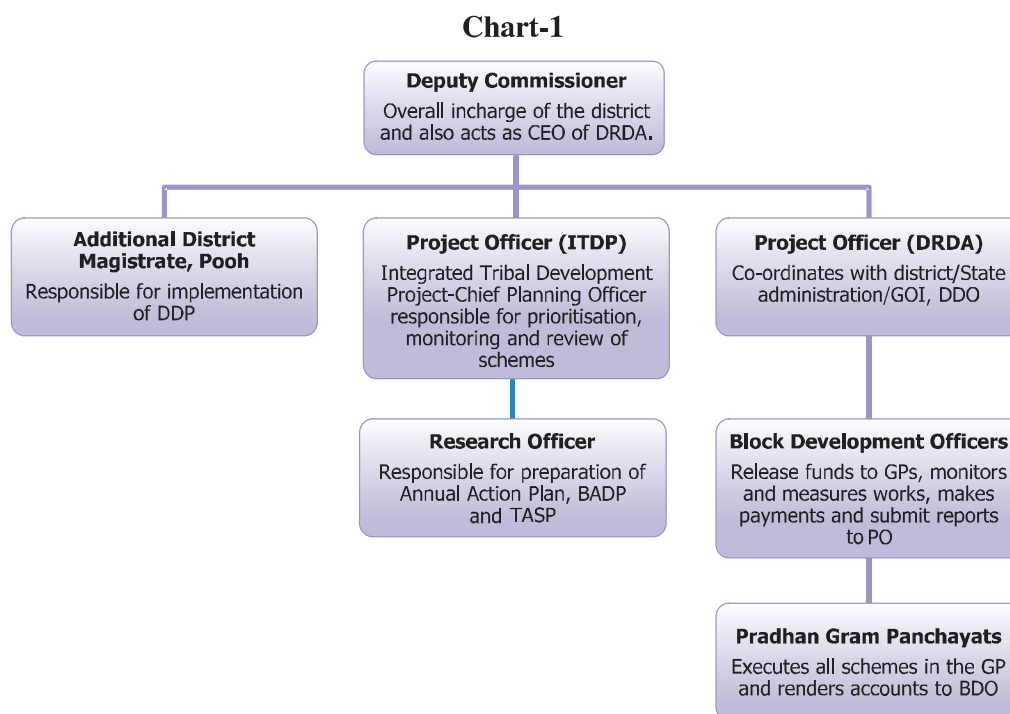 Chart-1
Deputy Commissioner
Overall incharge of the district
and also acts as CEO of DRDA.
Additional District
Magistrate, Pooh
Responsible for implementation
of DDP
Project Officer (ITDP)
Integrated Tribal Development
Project-Chief Planning Officer
responsible for prioritisation,
monitoring and review of
schemes
Project Officer (DRDA)
Co-ordinates with district/State
administration/GOI, DDO
Research Officer
Responsible for preparation of
Annual Action Plan, BADP
and TASP
Block Development Officers
Release funds to GPs, monitors
and measures works, makes
payments and submit reports
to PO
Pradhan Gram Panchayats
Executes all schemes in the GP
and renders accounts to BDO